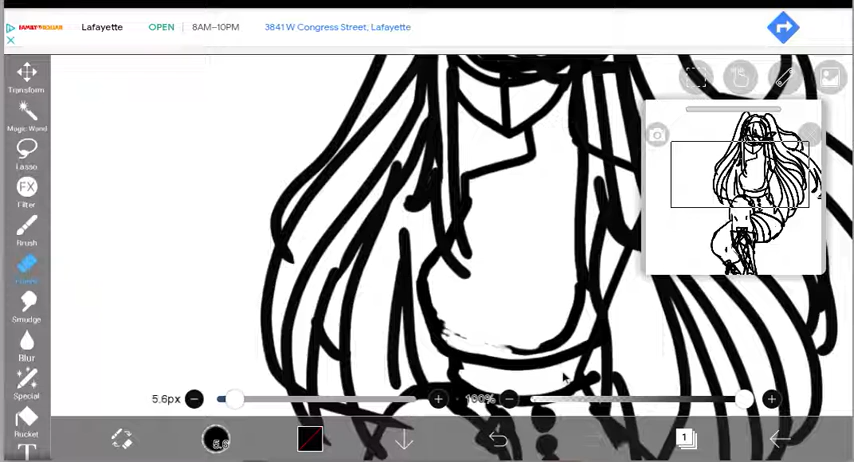 FAMILY DOLLAR Lafayette OPEN 8AM–10PM 3841 W Congress Street, Lafayette
Transform
Magic Wand
Lasso
FX
Filter
Brush
Smudge
Blur
Special
Bucket
5.6px
100%
5.6
1